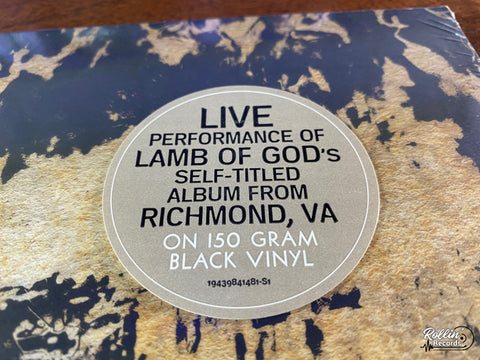 LIVE
PERFORMANCE OF
LAMB OF GOD's
SELF-TITLED
ALBUM FROM
RICHMOND, VA
ON 150 GRAM
BLACK VINYL
19439841481-S1
Rollin'
Records